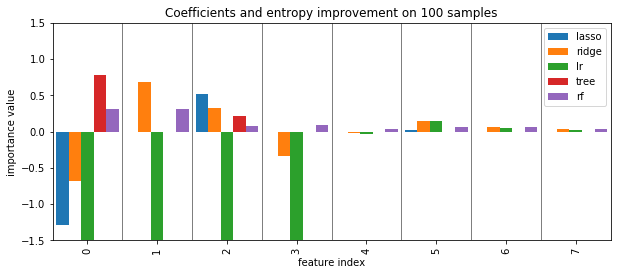 Coefficients and entropy improvement on 100 samples
1.5
1.0
0.5
0.0
−0.5
−1.0
−1.5
importance value
lasso
ridge
lr
tree
rf
0 1 2 3 4 5 6 7
feature index